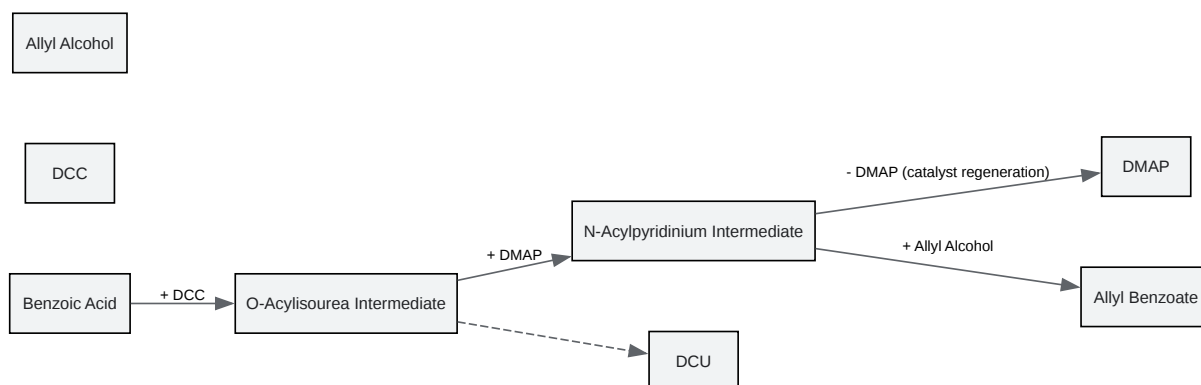 Allyl Alcohol
DCC
Benzoic Acid
+ DCC
O-Acylisourea Intermediate
+ DMAP
N-Acylpyridinium Intermediate
- DMAP (catalyst regeneration)
DMAP
+ Allyl Alcohol
Allyl Benzoate
DCU